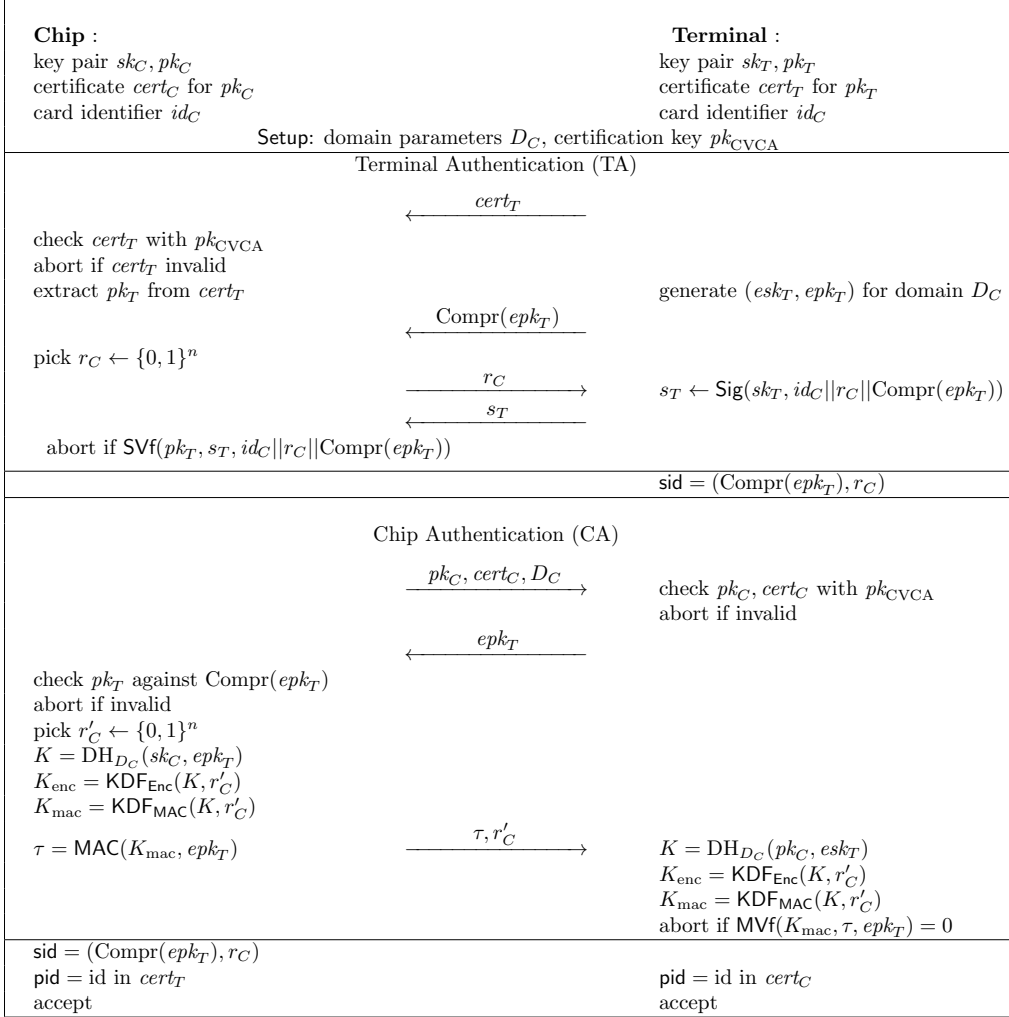 Chip : Terminal :
key pair sk_C, pk_C key pair sk_T, pk_T
certificate cert_C for pk_C certificate cert_T for pk_T
card identifier id_C card identifier id_C
Setup: domain parameters D_C, certification key pk_CVCA
Terminal Authentication (TA)
cert_T
←
check cert_T with pk_CVCA
abort if cert_T invalid
extract pk_T from cert_T generate (esk_T, epk_T) for domain D_C
Compr(epk_T)
←
pick r_C ← {0, 1}^n
r_C
→ s_T ← Sig(sk_T, id_C||r_C||Compr(epk_T))
s_T
←
abort if SVf(pk_T, s_T, id_C||r_C||Compr(epk_T))
sid = (Compr(epk_T), r_C)
Chip Authentication (CA)
pk_C, cert_C, D_C
→ check pk_C, cert_C with pk_CVCA
abort if invalid
epk_T
←
check pk_T against Compr(epk_T)
abort if invalid
pick r′_C ← {0, 1}^n
K = DH_{D_C}(sk_C, epk_T)
K_enc = KDF_Enc(K, r′_C)
K_mac = KDF_MAC(K, r′_C)
τ, r′_C
τ = MAC(K_mac, epk_T) → K = DH_{D_C}(pk_C, esk_T)
K_enc = KDF_Enc(K, r′_C)
K_mac = KDF_MAC(K, r′_C)
abort if MVf(K_mac, τ, epk_T) = 0
sid = (Compr(epk_T), r_C)
pid = id in cert_T pid = id in cert_C
accept accept